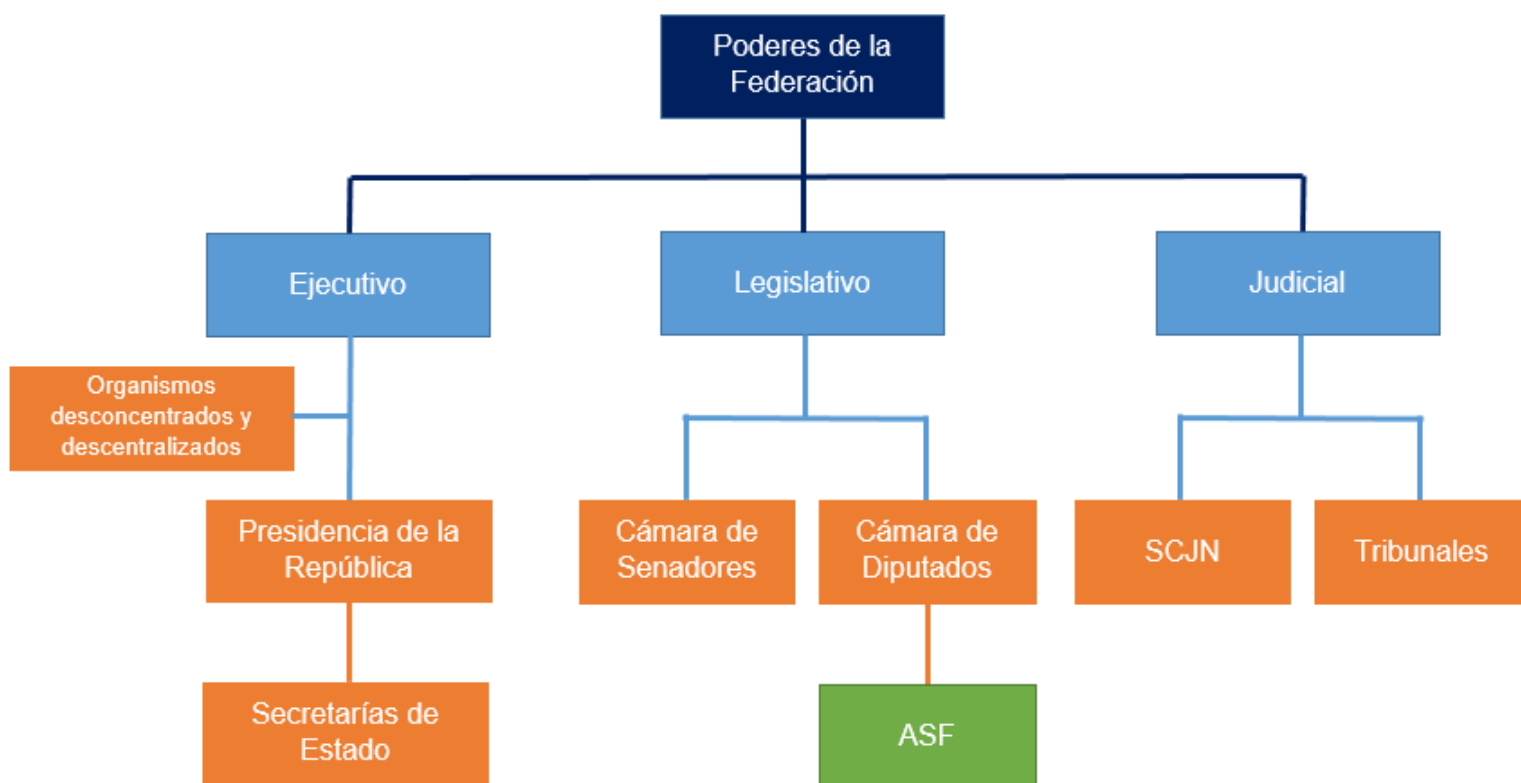 Poderes de la
Federación
Ejecutivo
Legislativo
Judicial
Organismos
desconcentrados y
descentralizados
Presidencia de la
República
Cámara de
Senadores
Cámara de
Diputados
SCJN
Tribunales
Secretarías de
Estado
ASF